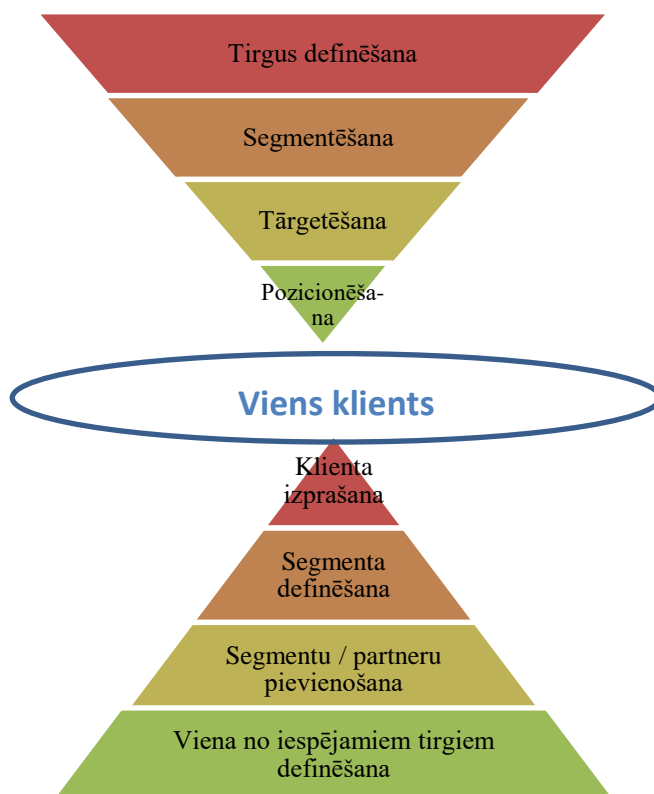 Tirgus definēšana
Segmentēšana
Tārgetēšana
Pozicionēša-
na
Viens klients
Klienta
izprašana
Segmenta
definēšana
Segmentu / partneru
pievienošana
Viena no iespējamiem tirgiem
definēšana